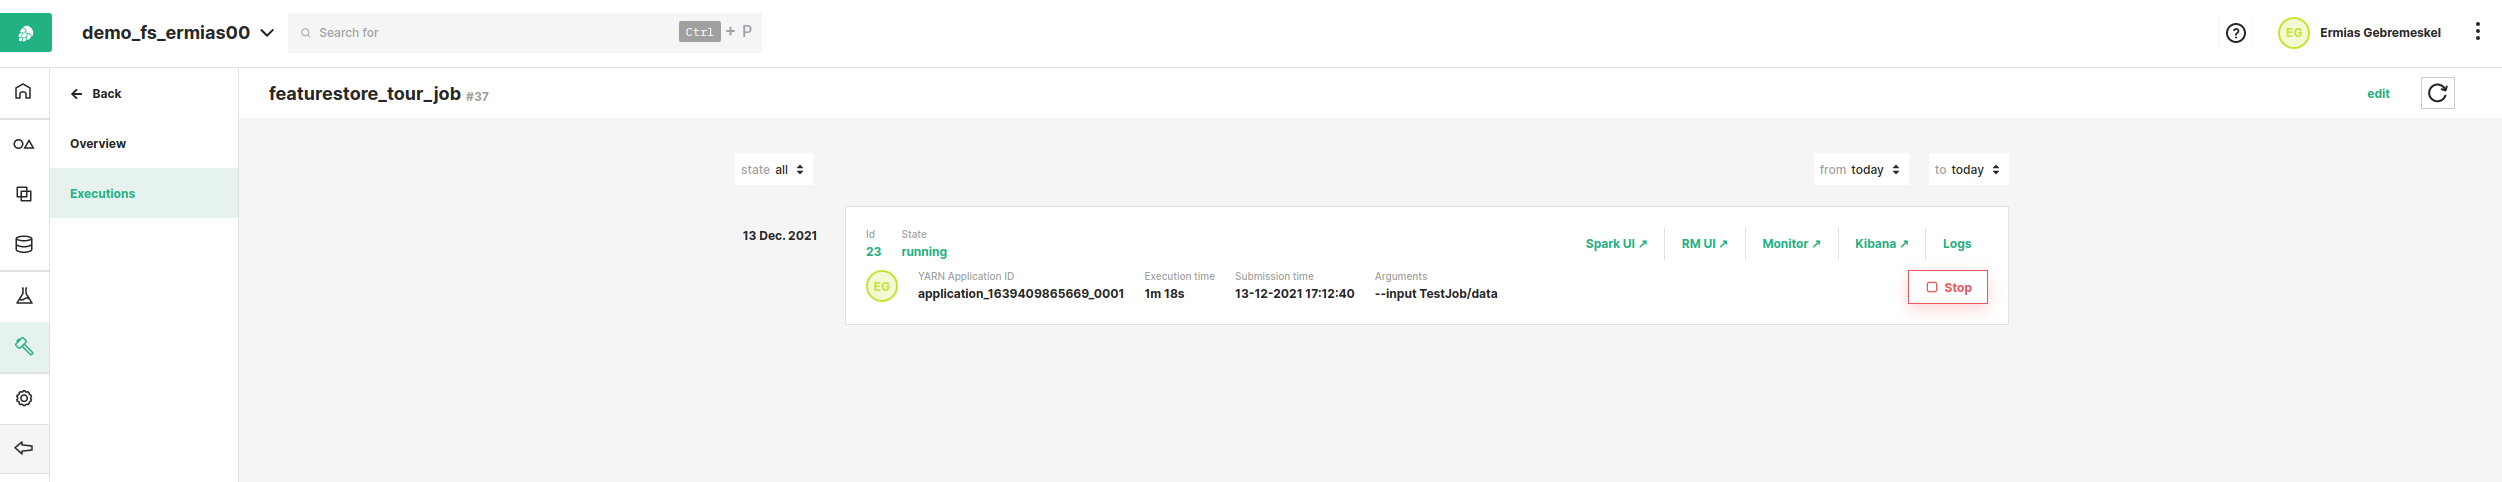 demo_fs_ermias00
Search for
Ctrl + P
EG
Ermias Gebremeskel
Back
Overview
Executions
featurestore_tour_job #37
edit
state all
from today
to today
13 Dec. 2021
Id State
23 running
Spark UI ↗ RM UI ↗ Monitor ↗ Kibana ↗ Logs
EG
YARN Application ID Execution time Submission time Arguments
application_1639409865669_0001 1m 18s 13-12-2021 17:12:40 --input TestJob/data
Stop